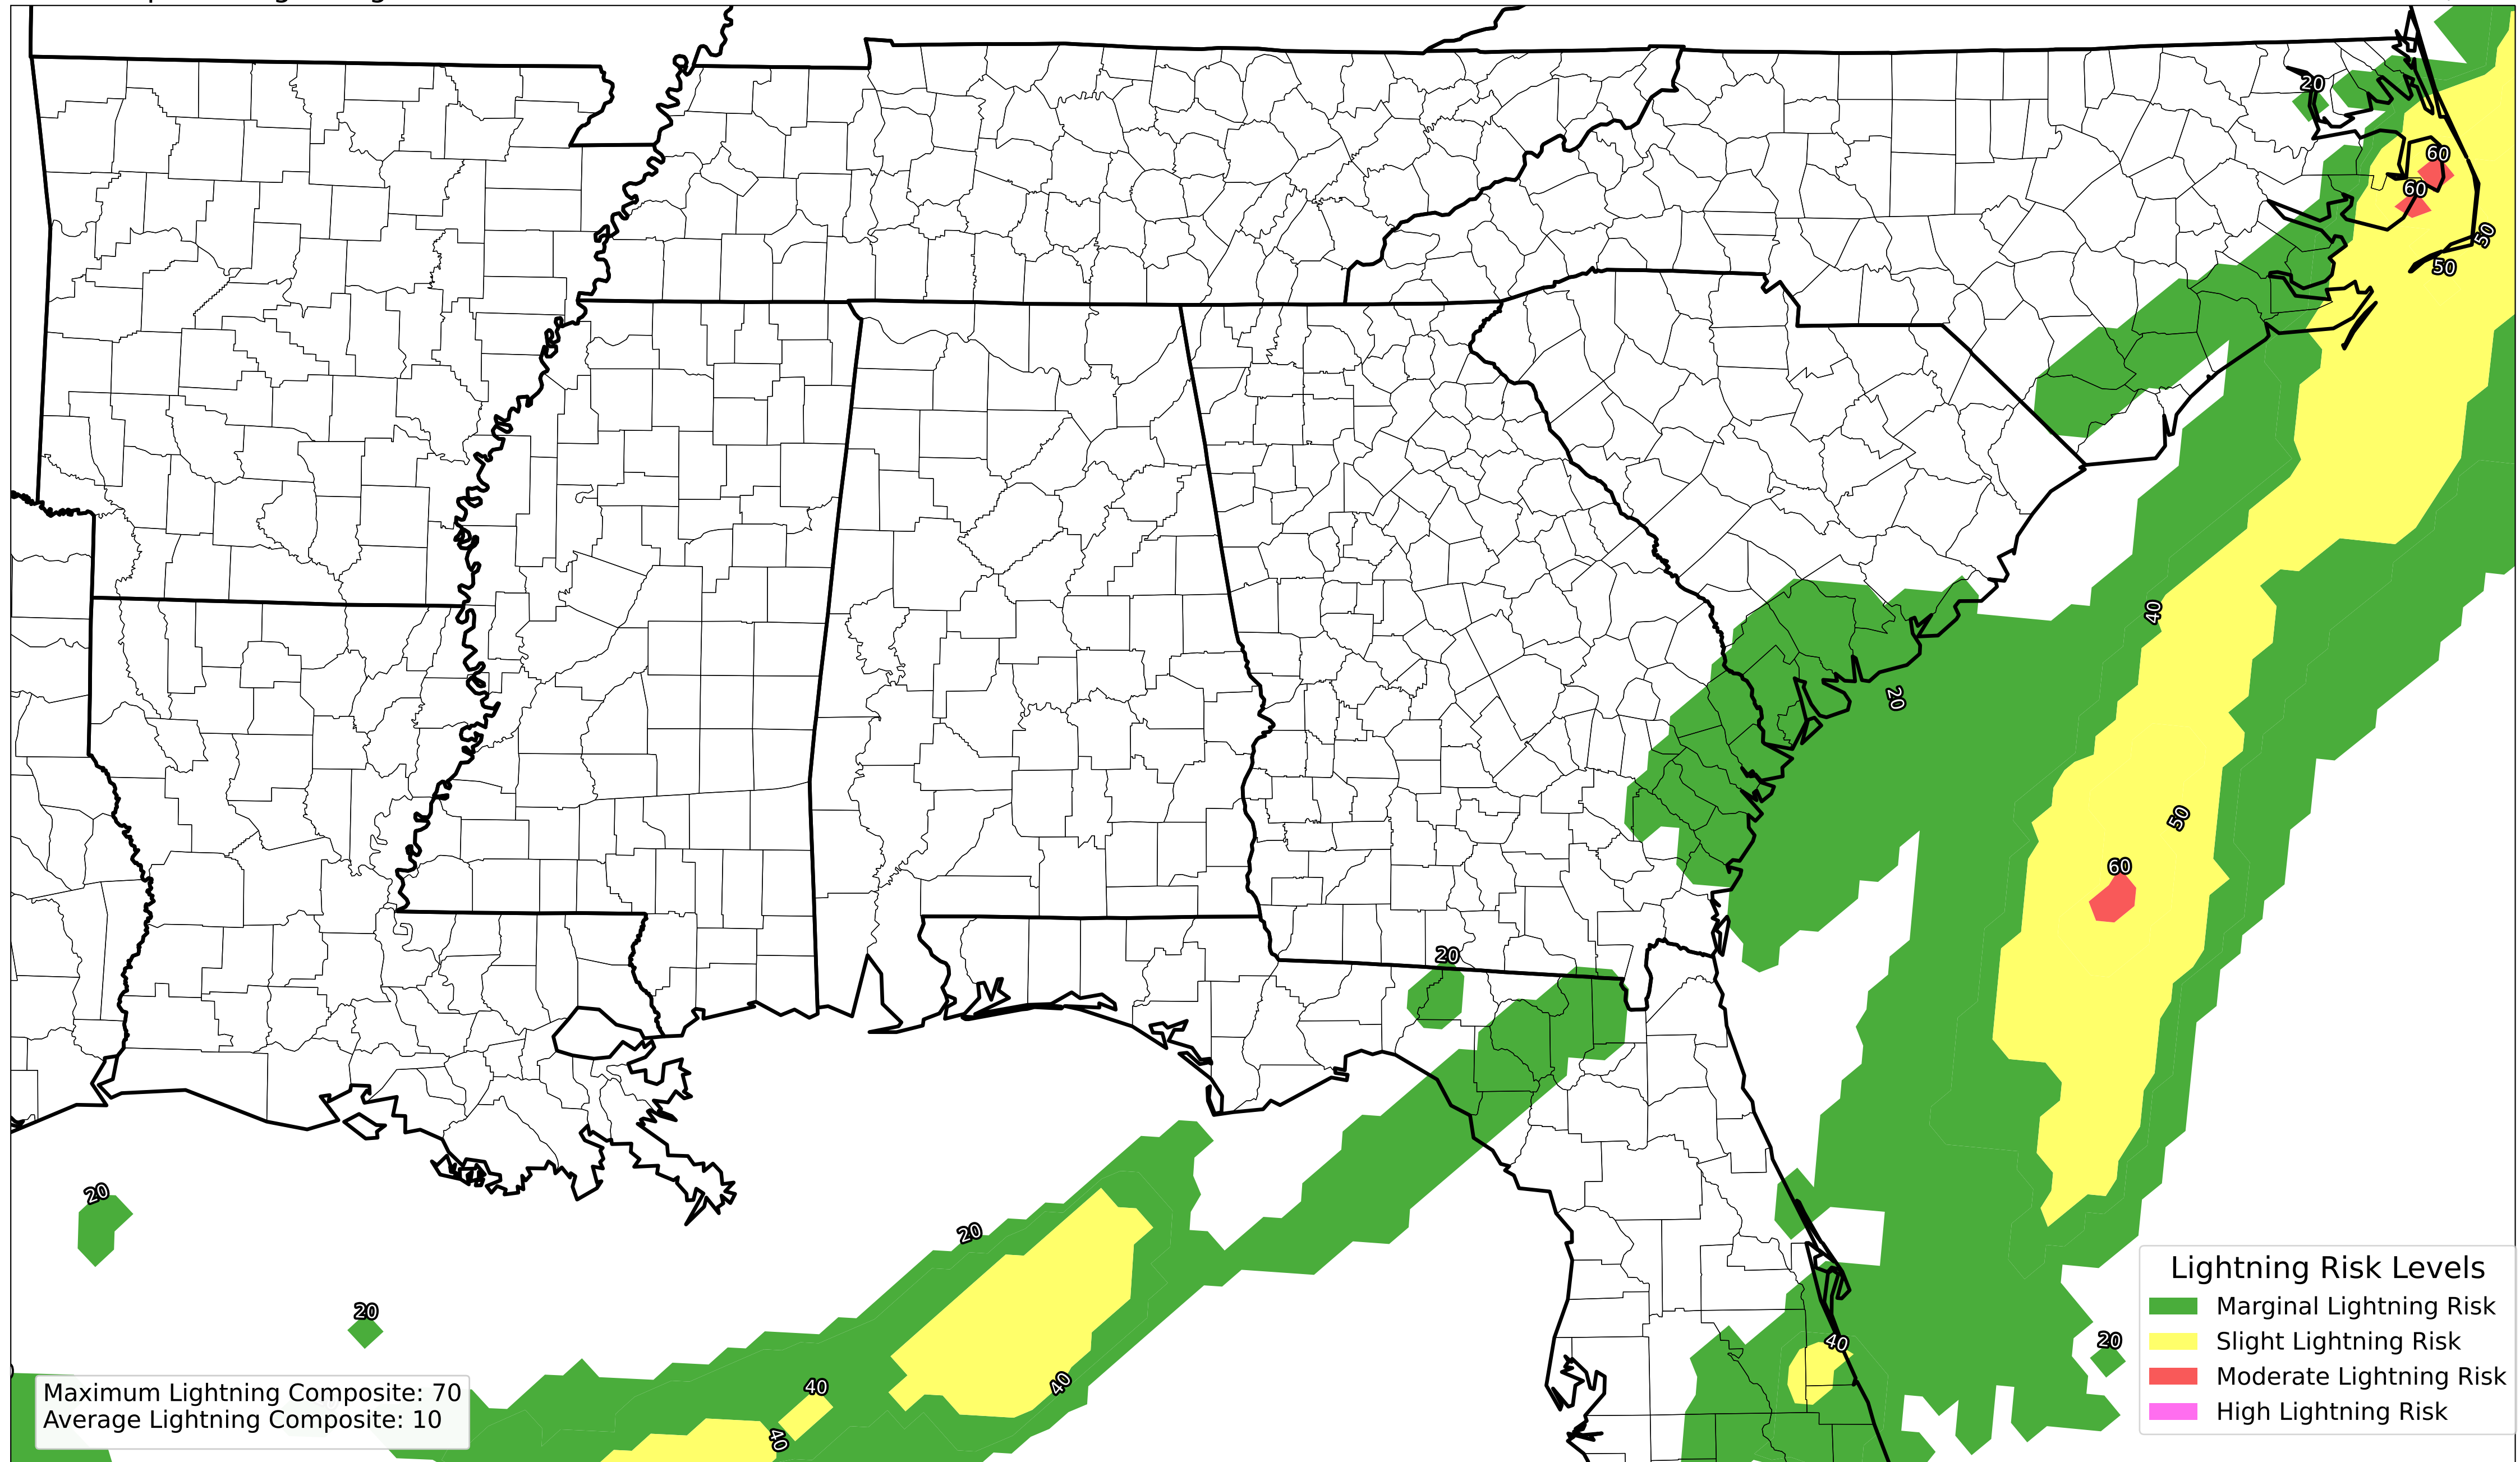 20
60
60
50
50
40
20
50
60
20
20
20
20
40
20
40
40
40
Lightning Risk Levels
Marginal Lightning Risk
Slight Lightning Risk
Moderate Lightning Risk
High Lightning Risk
Maximum Lightning Composite: 70
Average Lightning Composite: 10